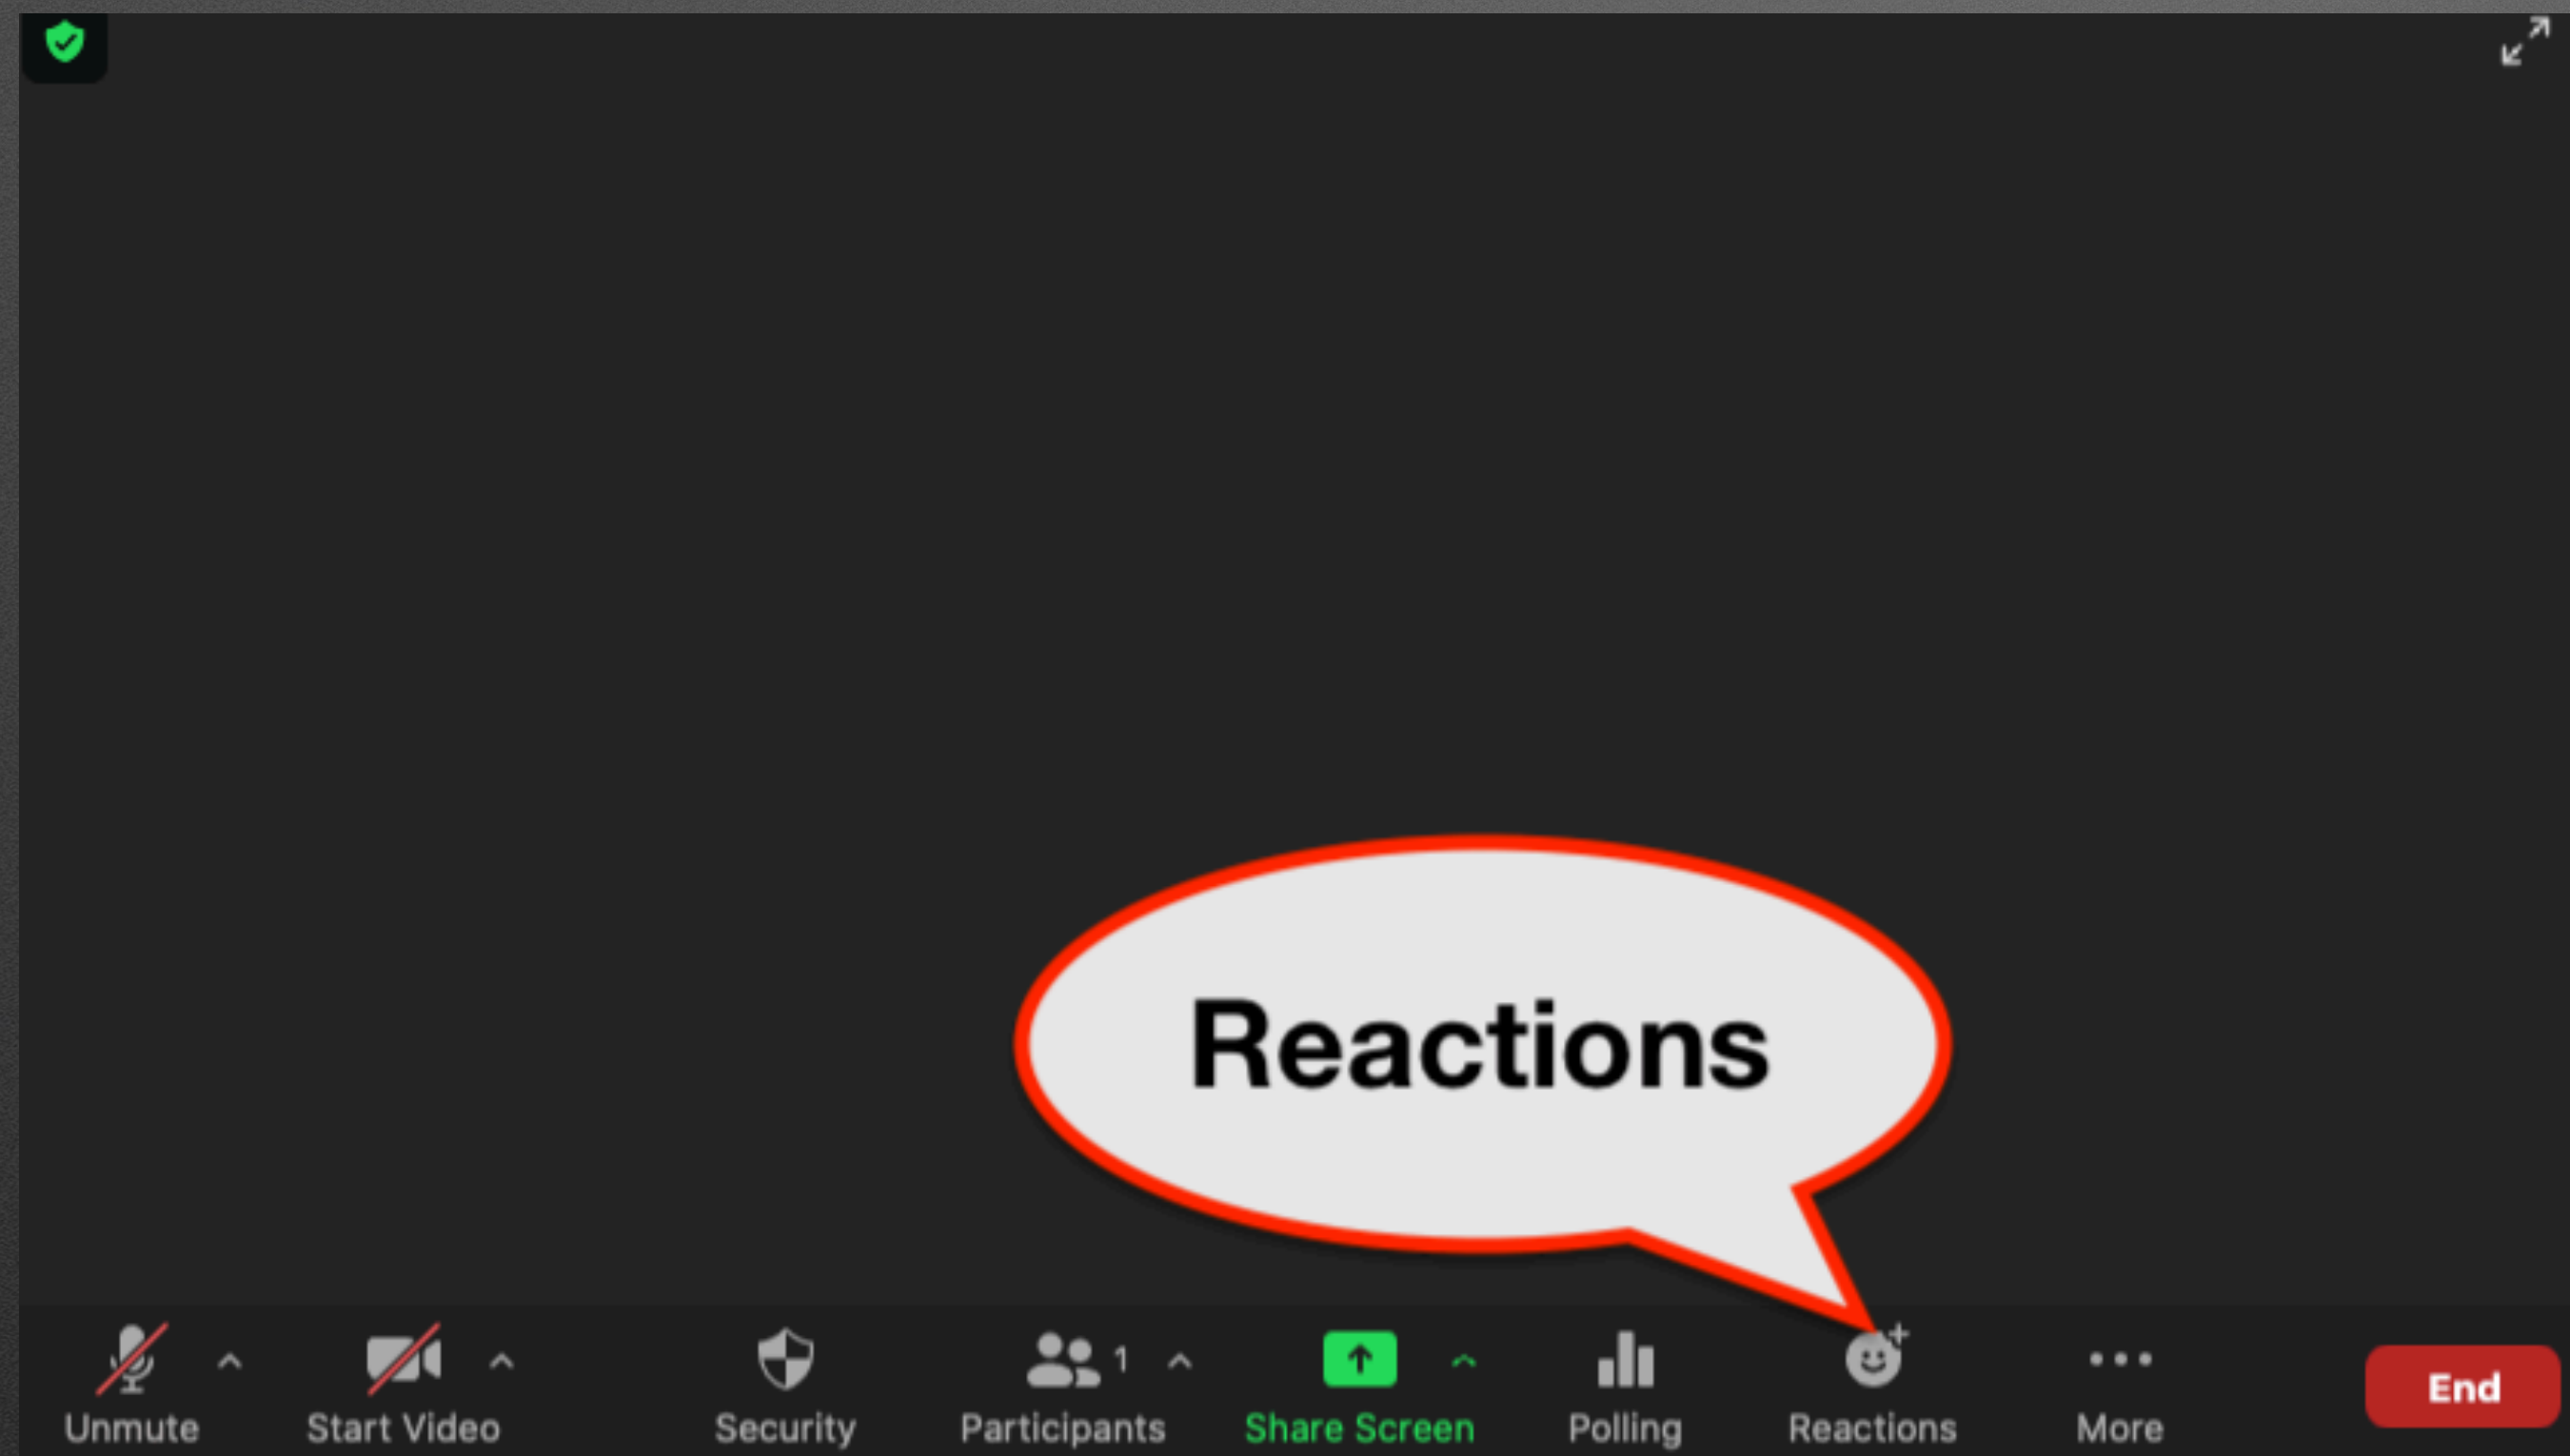 Reactions
1
Unmute
Start Video
Security
Participants
Share Screen
Polling
Reactions
More
End